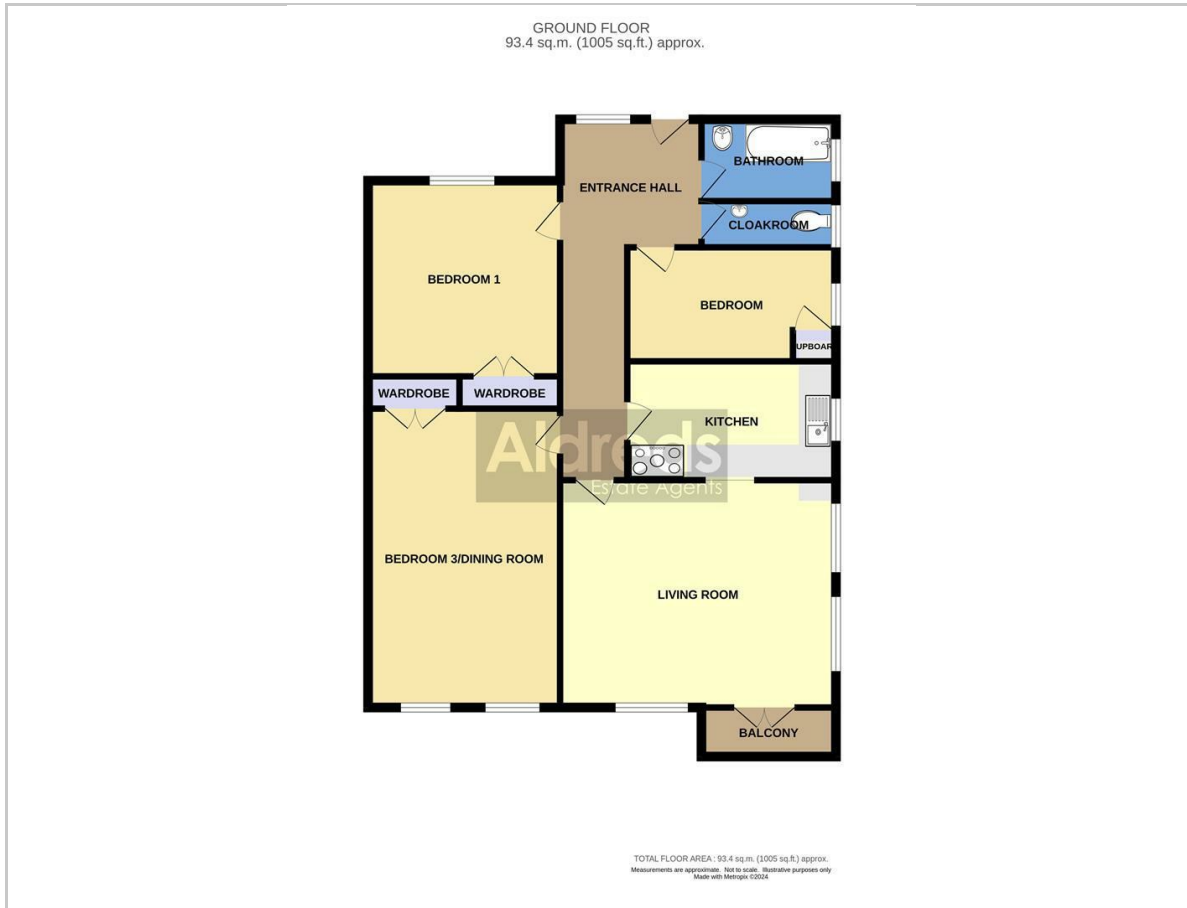 GROUND FLOOR
93.4 sq.m. (1005 sq.ft.) approx.
BATHROOM
ENTRANCE HALL
CLOAKROOM
BEDROOM 1
BEDROOM
UPBOAR
WARDROBE
WARDROBE
KITCHEN
Aldreds
Estate Agents
BEDROOM 3/DINING ROOM
LIVING ROOM
BALCONY
TOTAL FLOOR AREA : 93.4 sq.m. (1005 sq.ft.) approx.
Measurements are approximate. Not to scale. Illustrative purposes only
Made with Metropix ©2024